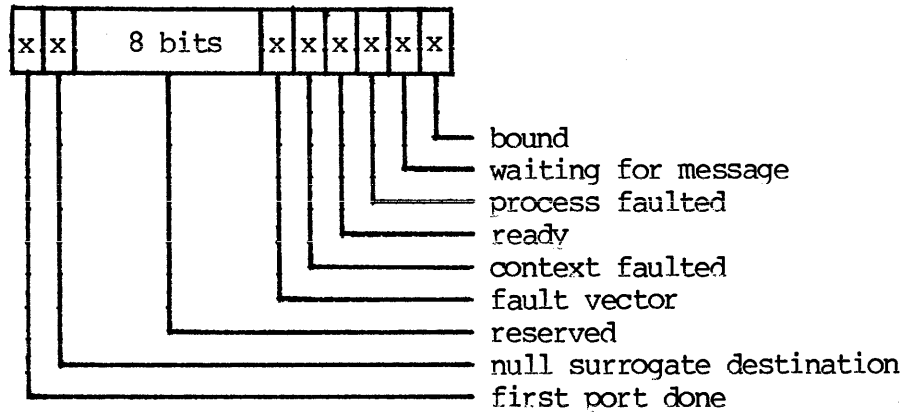 x x 8 bits x x x x x x
bound
waiting for message
process faulted
ready
context faulted
fault vector
reserved
null surrogate destination
first port done